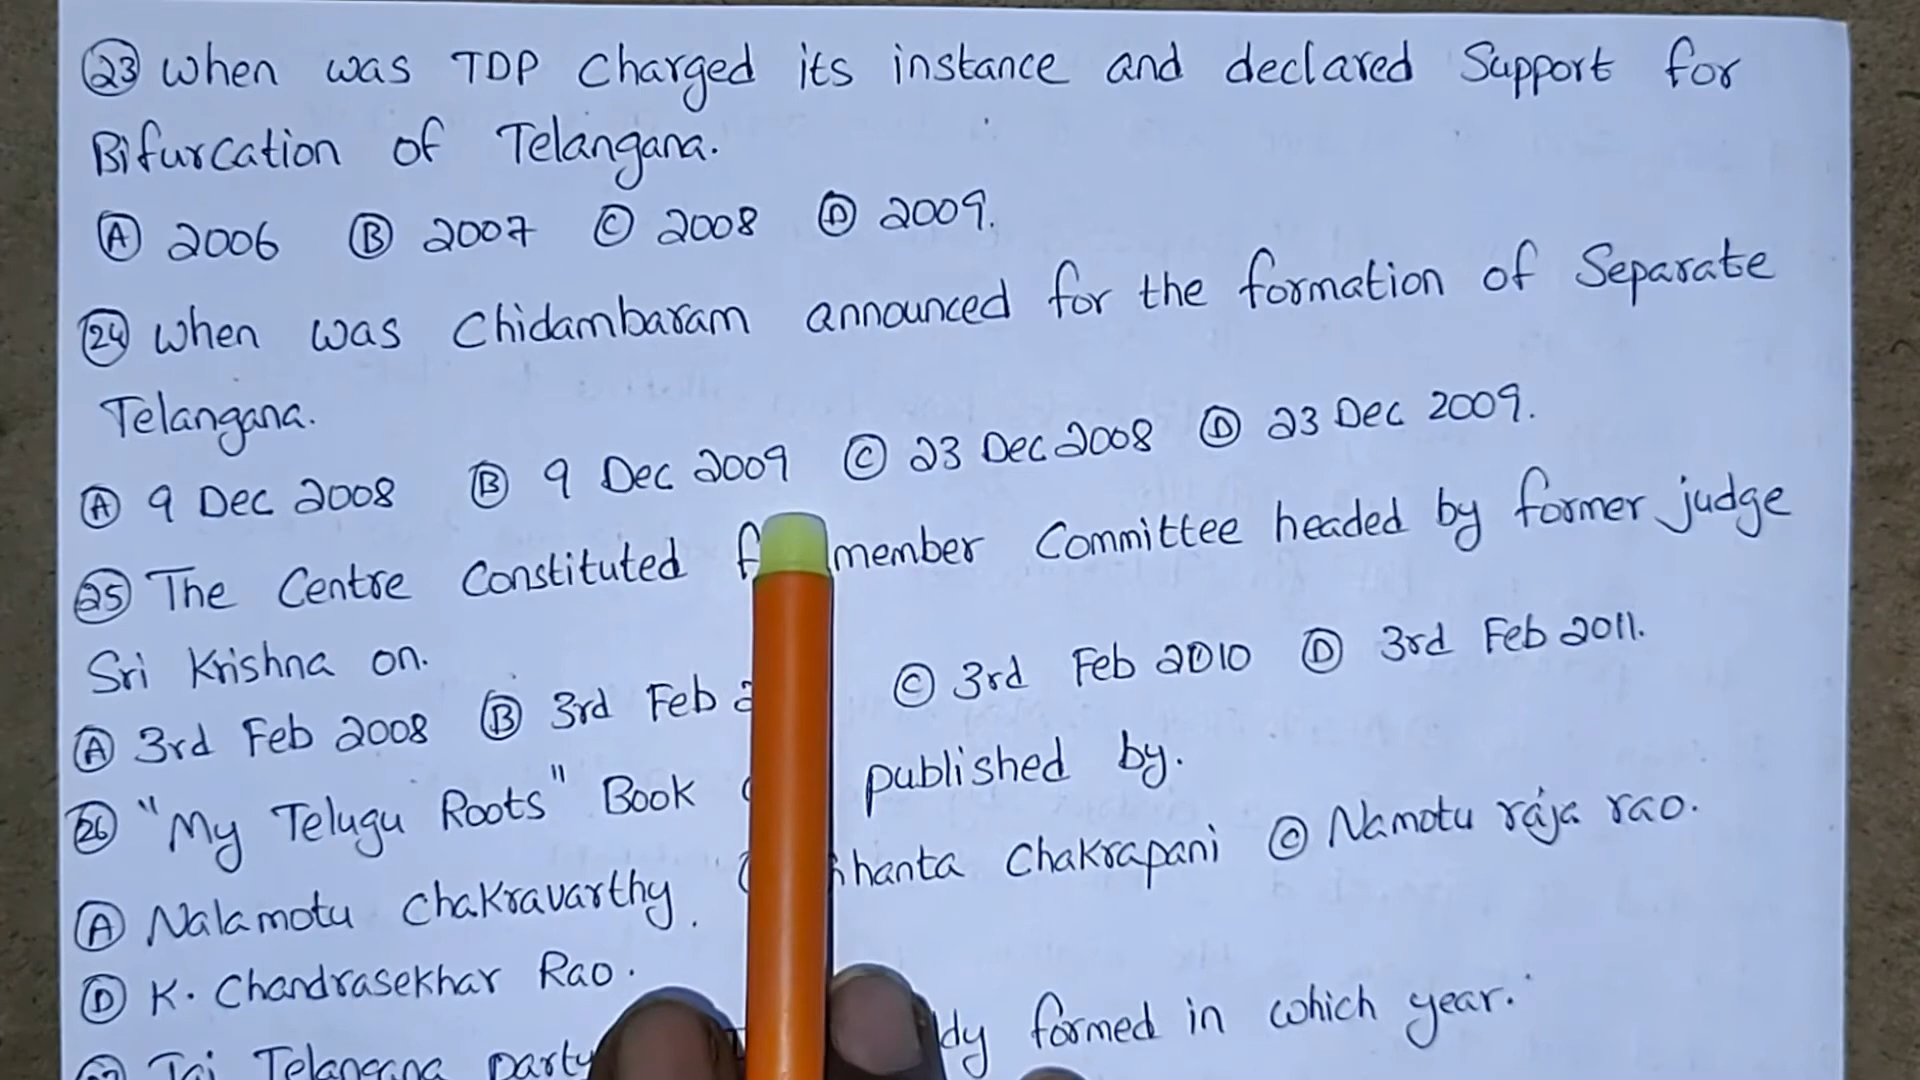 23 When was TDP Charged its instance and declared Support for
Bifurcation of Telangana.
A 2006 B 2007 C 2008 D 2009.
24 When was Chidambaram announced for the formation of Separate
Telangana.
A 9 Dec 2008 B 9 Dec 2009 C 23 Dec 2008 D 23 Dec 2009.
25 The Centre Constituted member Committee headed by former judge
Sri Krishna on.
A 3rd Feb 2008 B 3rd Feb C 3rd Feb 2010 D 3rd Feb 2011.
26 "My Telugu Roots" Book published by.
A Nalamotu Chakravarthy. Chakrapani C Namotu raja rao.
D K. Chandrasekhar Rao.
Telangana party formed in which year.